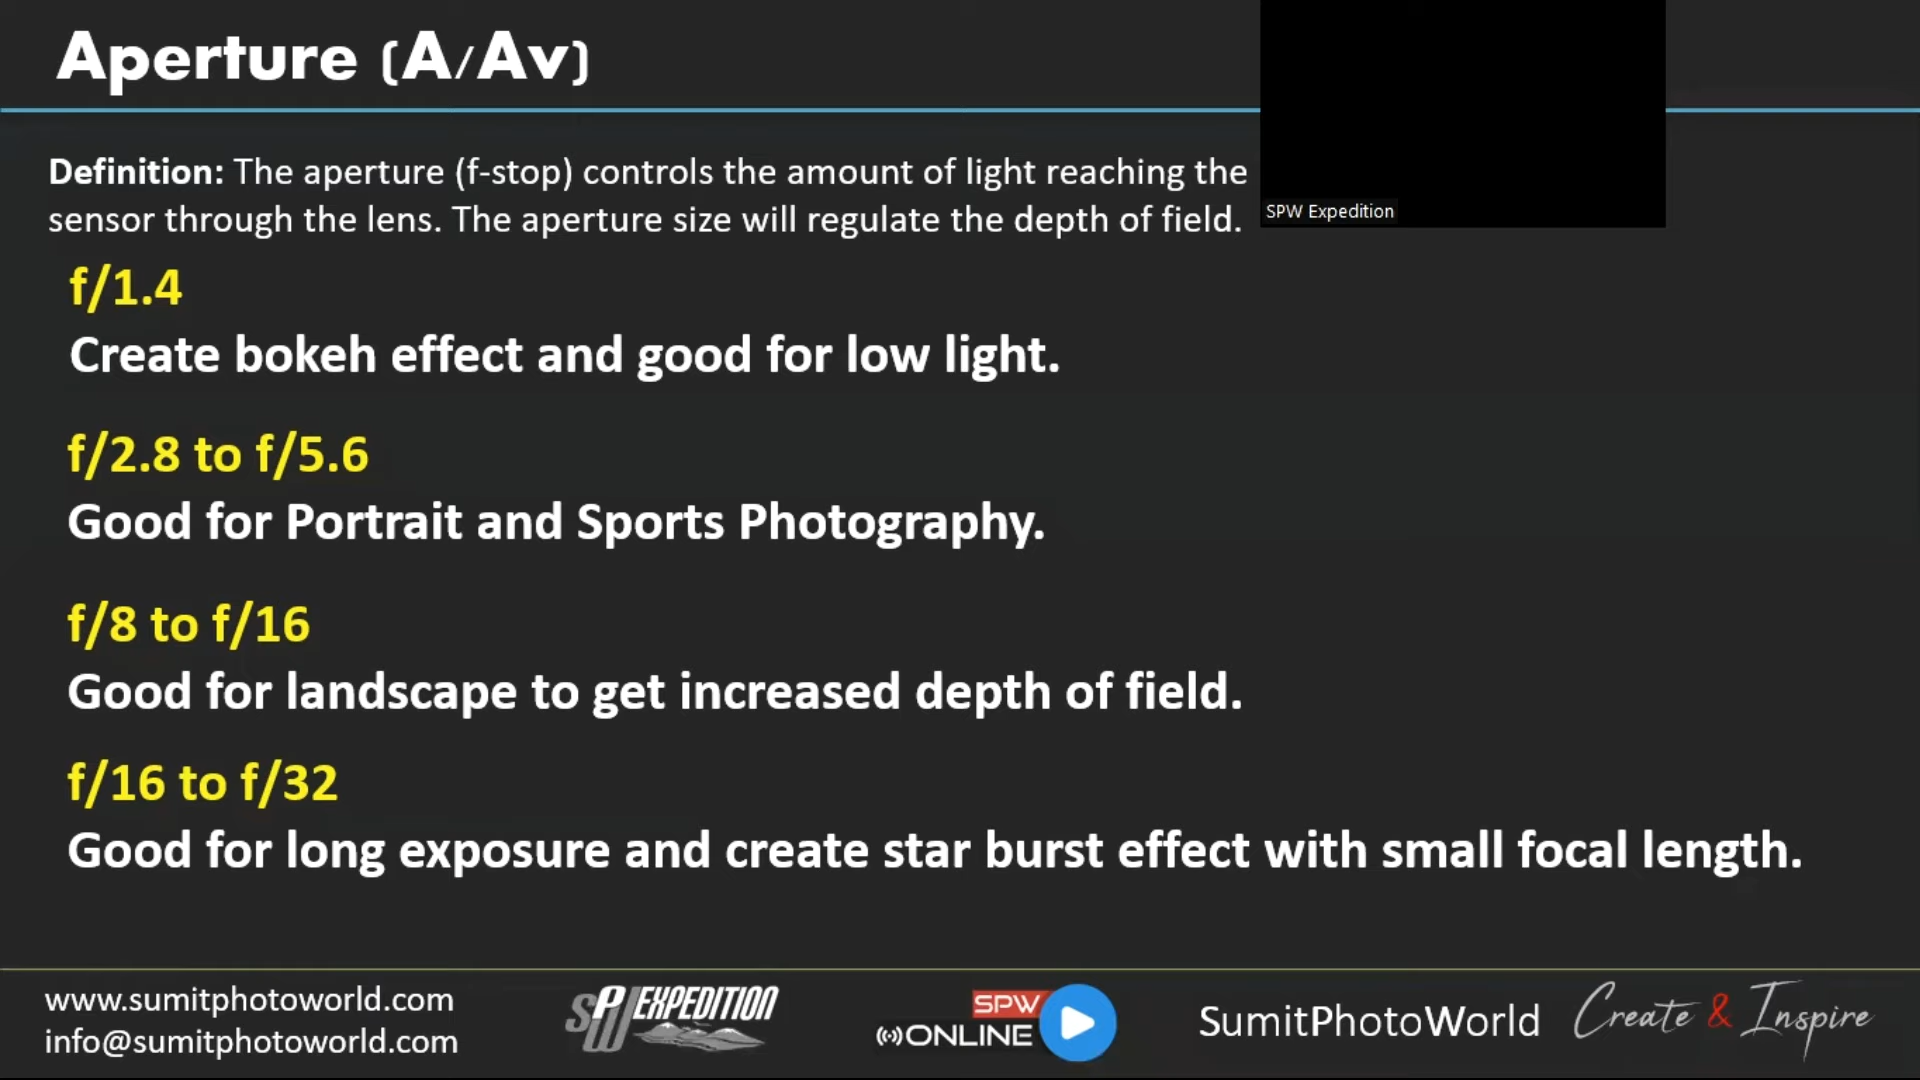 Aperture (A/Av)
Definition: The aperture (f-stop) controls the amount of light reaching the
sensor through the lens. The aperture size will regulate the depth of field.
SPW Expedition
f/1.4
Create bokeh effect and good for low light.
f/2.8 to f/5.6
Good for Portrait and Sports Photography.
f/8 to f/16
Good for landscape to get increased depth of field.
f/16 to f/32
Good for long exposure and create star burst effect with small focal length.
www.sumitphotoworld.com
info@sumitphotoworld.com
SPW EXPEDITION
SPW
ONLINE
SumitPhotoWorld
Create & Inspire